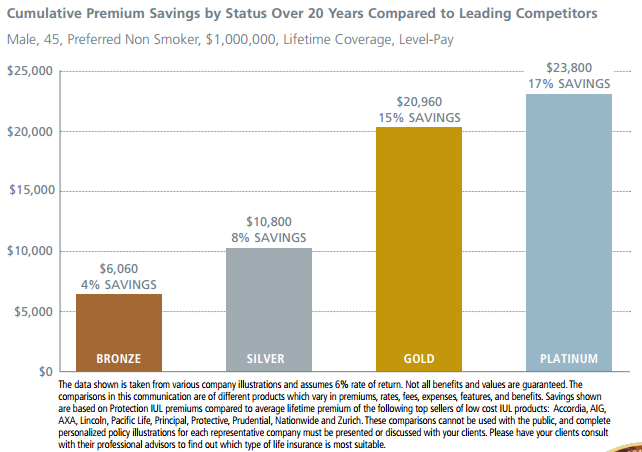 Cumulative Premium Savings by Status Over 20 Years Compared to Leading Competitors
Male, 45, Preferred Non Smoker, $1,000,000, Lifetime Coverage, Level-Pay
$25,000
$20,000
$15,000
$10,000
$5,000
$0
$6,060
4% SAVINGS
BRONZE
$10,800
8% SAVINGS
SILVER
$20,960
15% SAVINGS
GOLD
$23,800
17% SAVINGS
PLATINUM
The data shown is taken from various company illustrations and assumes 6% rate of return. Not all benefits and values are guaranteed. The
comparisons in this communication are of different products which vary in premiums, rates, fees, expenses, features, and benefits. Savings shown
are based on Protection IUL premiums compared to average lifetime premium of the following top sellers of low cost IUL products: Accordia, AIG,
AXA, Lincoln, Pacific Life, Principal, Protective, Prudential, Nationwide and Zurich. These comparisons cannot be used with the public, and complete
personalized policy illustrations for each representative company must be presented or discussed with your clients. Please have your clients consult
with their professional advisors to find out which type of life insurance is most suitable.